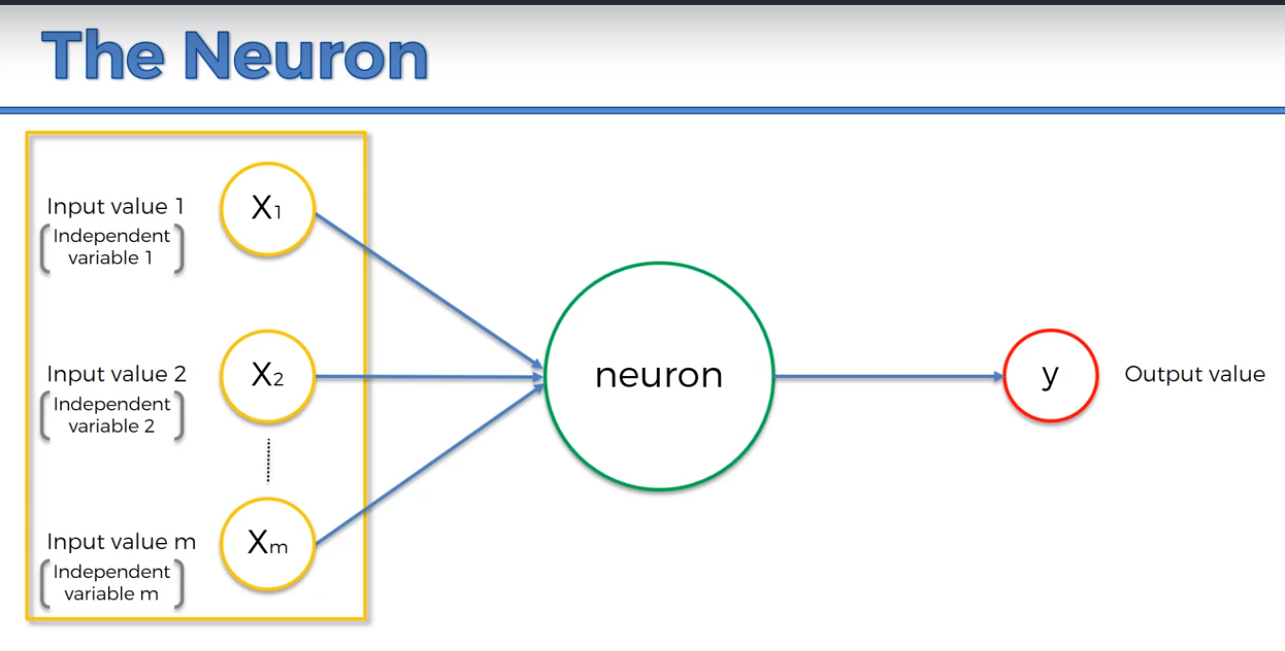 The Neuron
Input value 1
Independent
variable 1
X1
Input value 2
Independent
variable 2
X2
Input value m
Independent
variable m
Xm
neuron
y
Output value